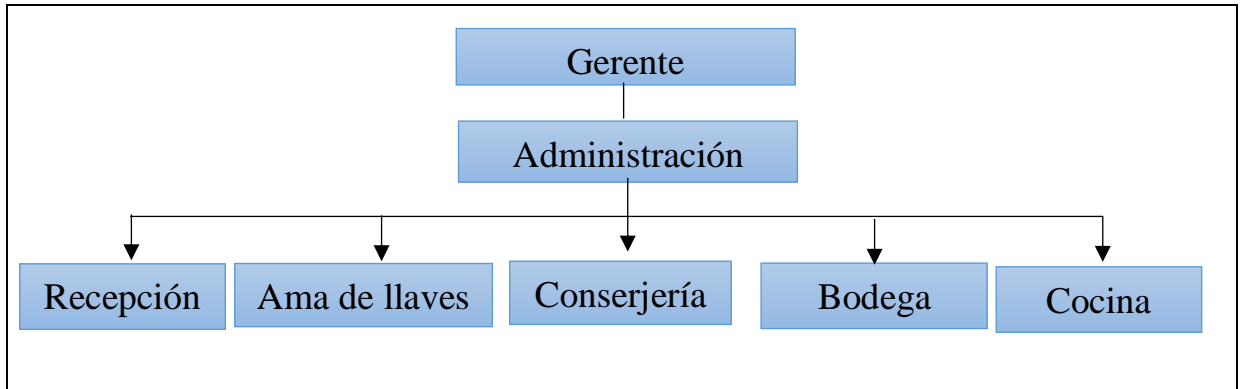 Gerente
Administración
Recepción
Ama de llaves
Conserjería
Bodega
Cocina